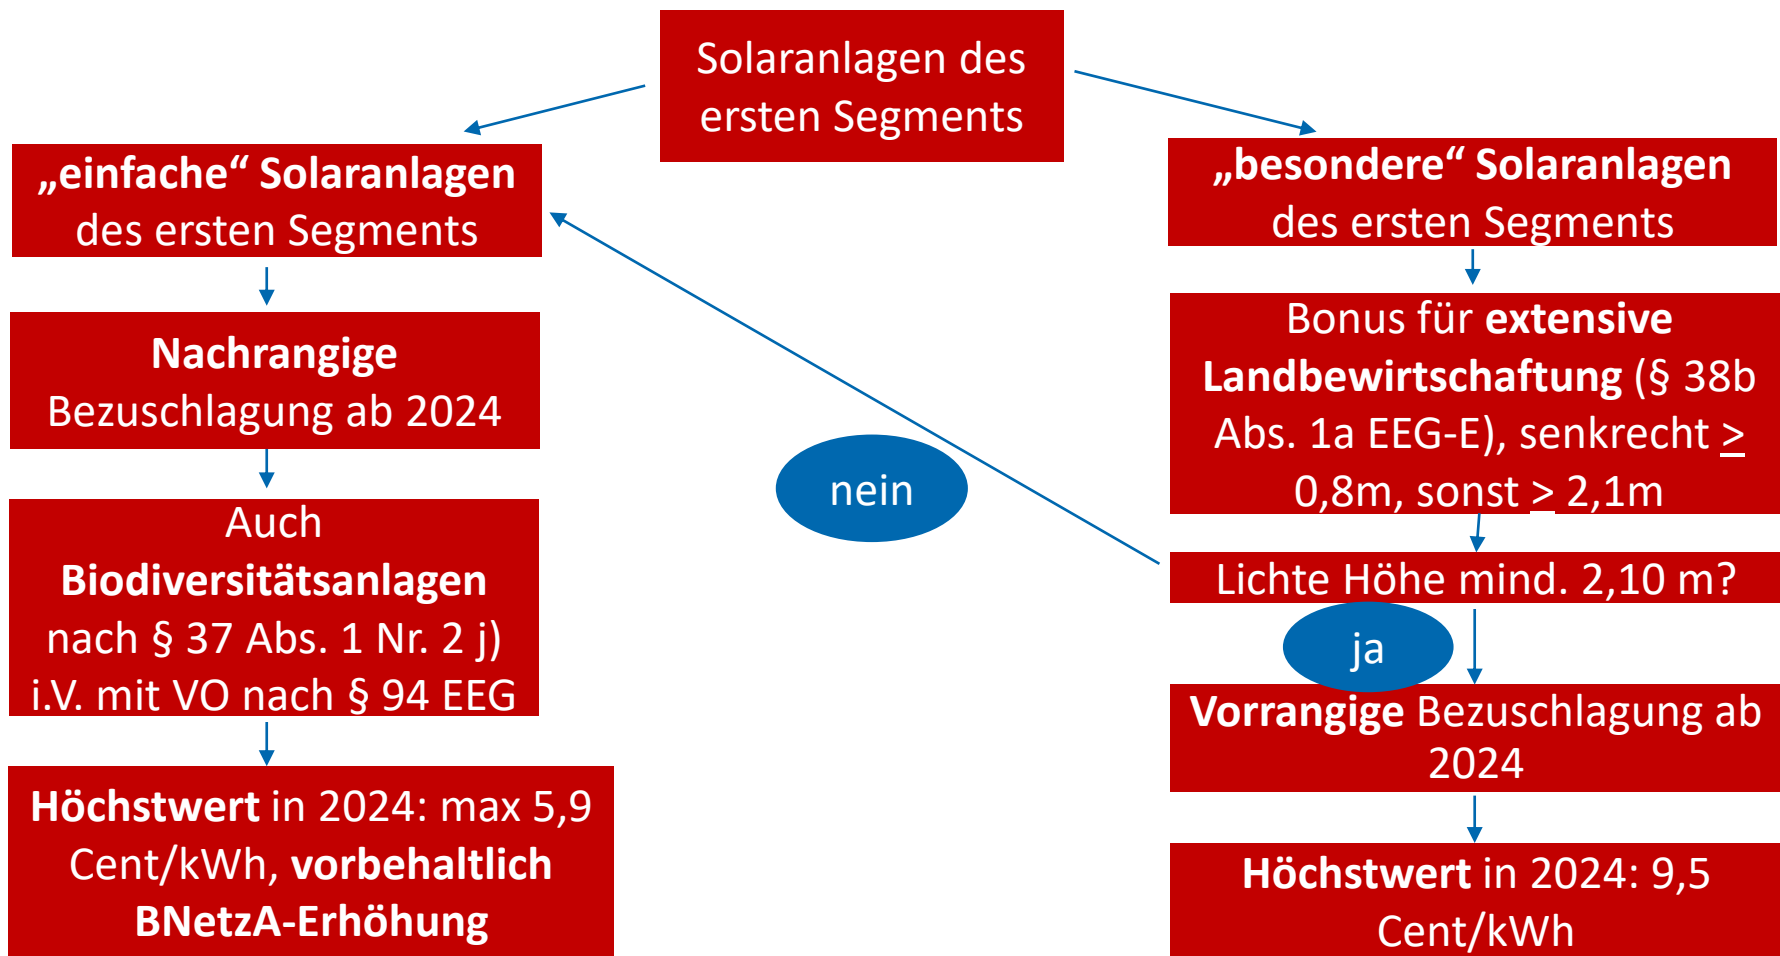 Solaranlagen des
ersten Segments
„einfache“ Solaranlagen
des ersten Segments
Nachrangige
Bezuschlagung ab 2024
Auch
Biodiversitätsanlagen
nach § 37 Abs. 1 Nr. 2 j)
i.V. mit VO nach § 94 EEG
Höchstwert in 2024: max 5,9
Cent/kWh, vorbehaltlich
BNetzA-Erhöhung
nein
„besondere“ Solaranlagen
des ersten Segments
Bonus für extensive
Landbewirtschaftung (§ 38b
Abs. 1a EEG-E), senkrecht >
0,8m, sonst > 2,1m
Lichte Höhe mind. 2,10 m?
ja
Vorrangige Bezuschlagung ab
2024
Höchstwert in 2024: 9,5
Cent/kWh